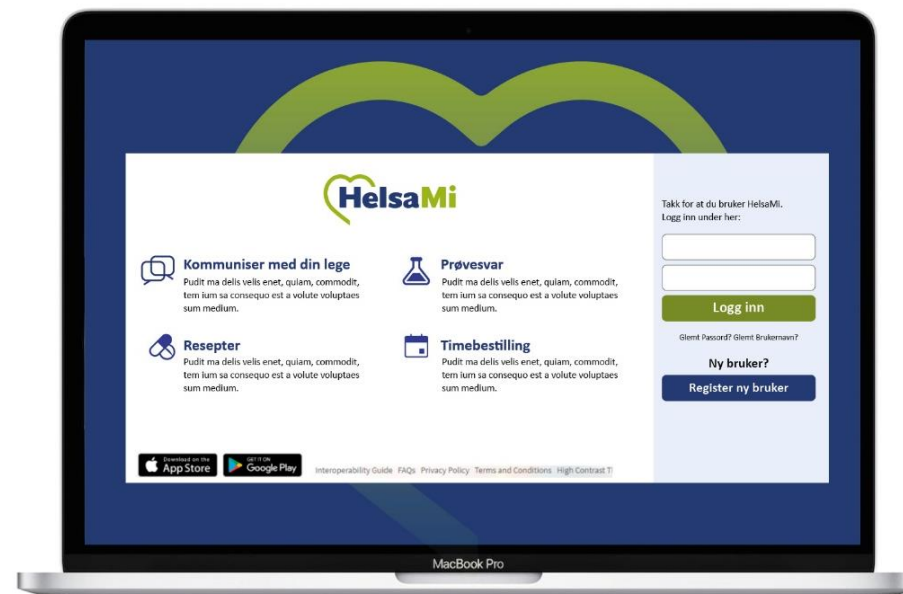 HelsaMi
Kommuniser med din lege
Pudit ma delis velis enet, quiam, commodit,
tem ium sa consequo est a volute voluptaes
sum medium.
Prøvesvar
Pudit ma delis velis enet, quiam, commodit,
tem ium sa consequo est a volute voluptaes
sum medium.
Resepter
Pudit ma delis velis enet, quiam, commodit,
tem ium sa consequo est a volute voluptaes
sum medium.
Timebestilling
Pudit ma delis velis enet, quiam, commodit,
tem ium sa consequo est a volute voluptaes
sum medium.
Download on the
App Store
GET IT ON
Google Play
Interoperability Guide FAQs Privacy Policy Terms and Conditions High Contrast
Takk for at du bruker HelsaMi.
Logg inn under her:
Logg inn
Glemt Passord? Glemt Brukernavn?
Ny bruker?
Register ny bruker
MacBook Pro